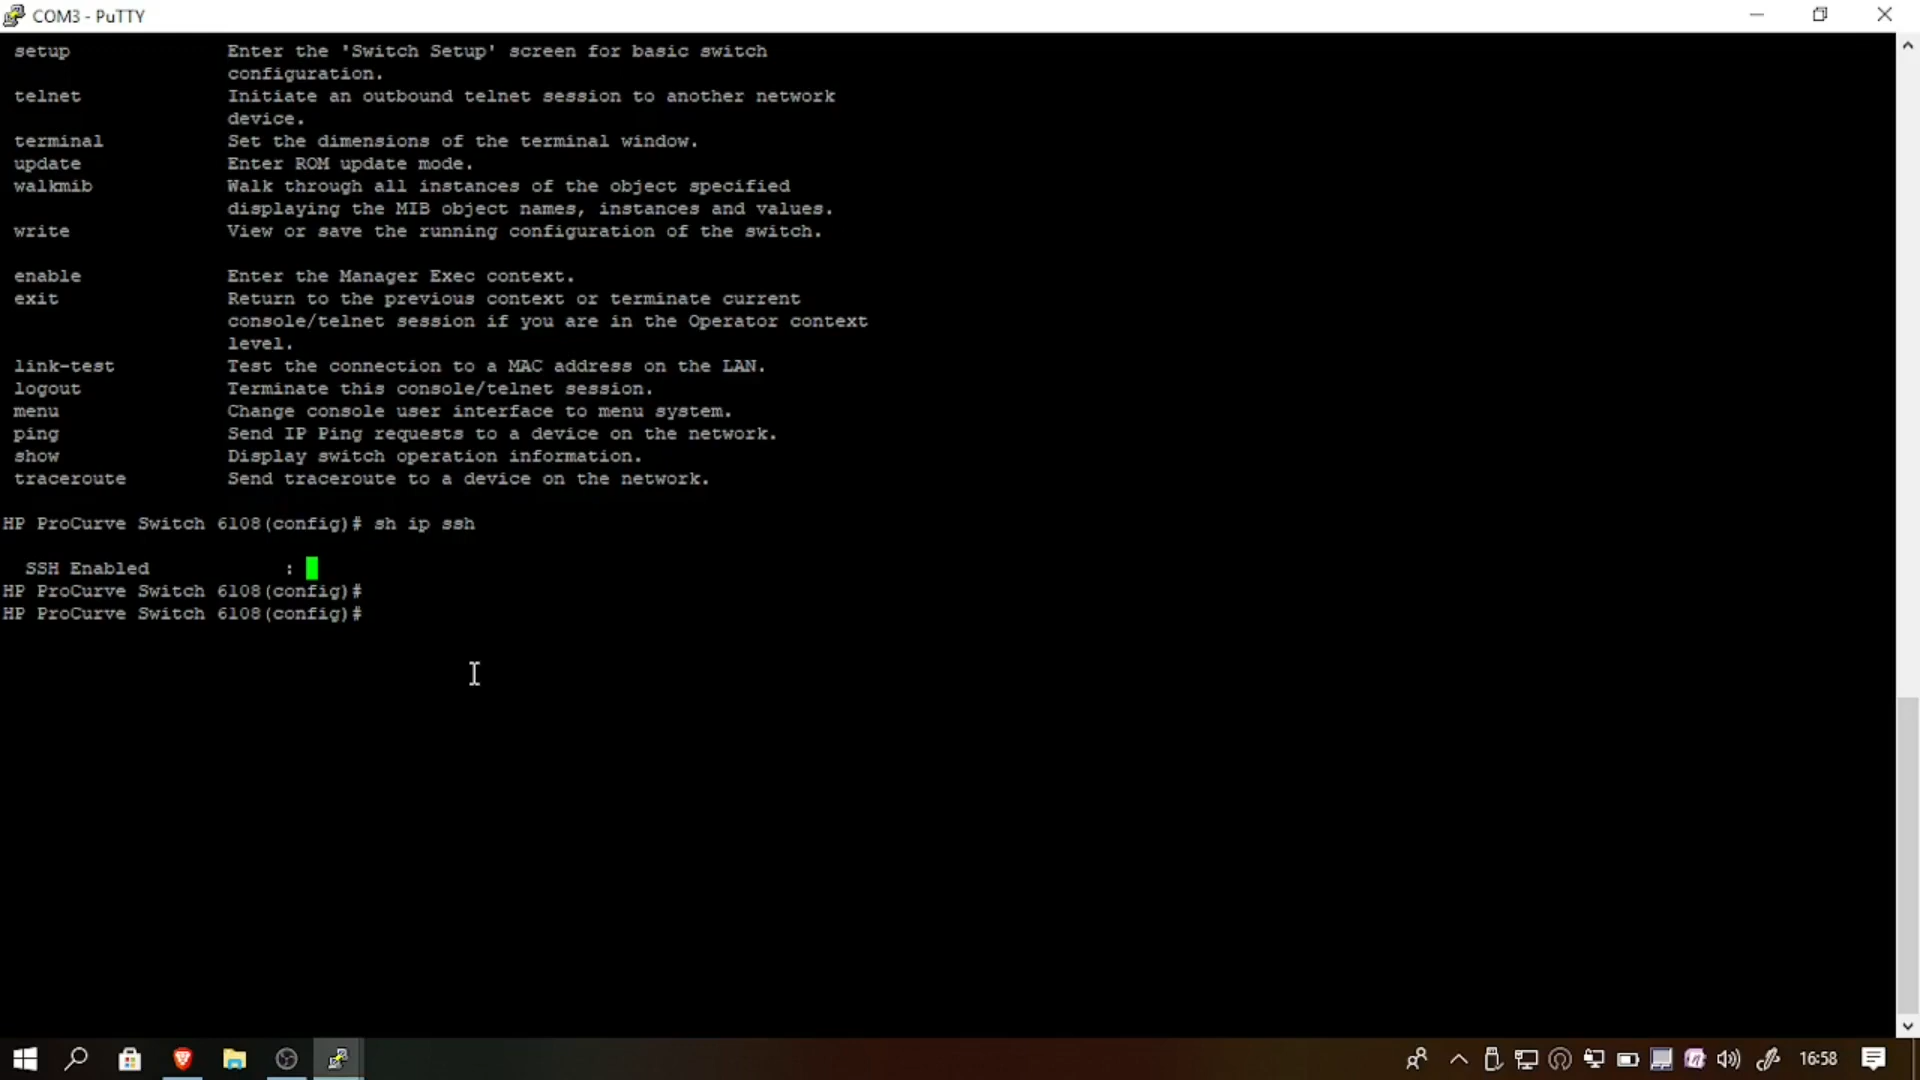 COM3 - PuTTY
setup Enter the 'Switch Setup' screen for basic switch
configuration.
telnet Initiate an outbound telnet session to another network
device.
terminal Set the dimensions of the terminal window.
update Enter ROM update mode.
walkmib Walk through all instances of the object specified
displaying the MIB object names, instances and values.
write View or save the running configuration of the switch.
enable Enter the Manager Exec context.
exit Return to the previous context or terminate current
console/telnet session if you are in the Operator context
level.
link-test Test the connection to a MAC address on the LAN.
logout Terminate this console/telnet session.
menu Change console user interface to menu system.
ping Send IP Ping requests to a device on the network.
show Display switch operation information.
traceroute Send traceroute to a device on the network.
HP ProCurve Switch 6108(config)# sh ip ssh
SSH Enabled :
HP ProCurve Switch 6108(config)#
HP ProCurve Switch 6108(config)#
16:58